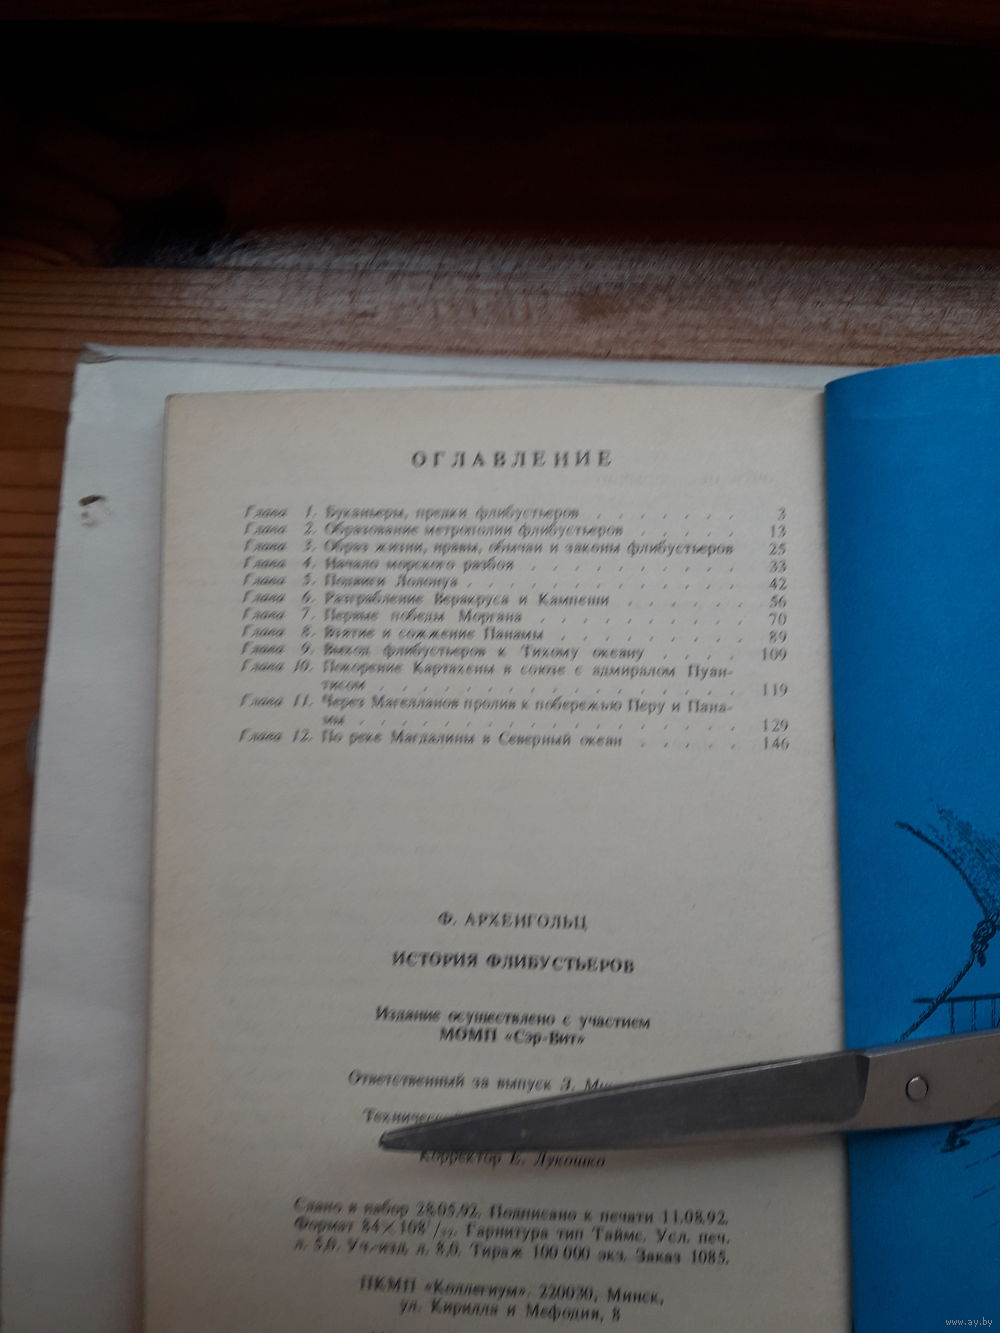 ОГЛАВЛЕНИЕ
Глава 1. Буканьеры, предки флибустьеров . . . . . . . 3
Глава 2. Образование метрополии флибустьеров . . . . . 13
Глава 3. Образ жизни, нравы, обычаи и законы флибустьеров 25
Глава 4. Начало морского разбоя . . . . . . . . . . 33
Глава 5. Подвиги Лолонуа . . . . . . . . . . . . . 42
Глава 6. Разграбление Веракруса и Кампеши . . . . . 56
Глава 7. Первые победы Моргана . . . . . . . . . . 70
Глава 8. Взятие и сожжение Панамы . . . . . . . . . 89
Глава 9. Выход флибустьеров к Тихому океану . . . . 109
Глава 10. Покорение Картахены в союзе с адмиралом Пуан-
тисом . . . . . . . . . . . . . . . . . . 119
Глава 11. Через Магелланов пролив к побережью Перу и Пана-
мы . . . . . . . . . . . . . . . . . . . 129
Глава 12. По реке Магдалины в Северный океан . . . . . 146
Ф. АРХЕНГОЛЬЦ
ИСТОРИЯ ФЛИБУСТЬЕРОВ
Издание осуществлено с участием
МОМП «Сэр-Вит»
Ответственный за выпуск З.
Корректор Е. Лукошко
Сдано в набор 28.05.92. Подписано к печати 11.08.92.
Формат 84×108¹/₃₂. Гарнитура тип Таймс. Усл. печ.
л. 5,0. Уч.-изд. л. 8,0. Тираж 100 000 экз. Заказ 1085.
ПКМП «Коллегиум». 220030, Минск,
ул. Кирилла и Мефодия, 8
www.ay.by